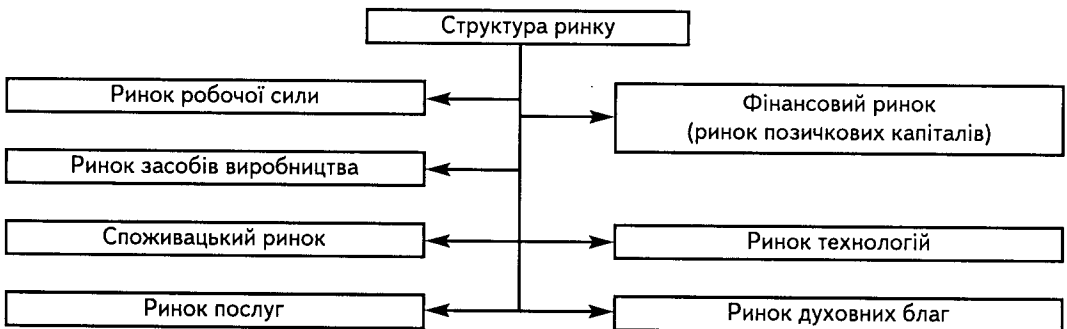 Структура ринку
Ринок робочої сили
Фінансовий ринок
(ринок позичкових капіталів)
Ринок засобів виробництва
Споживацький ринок
Ринок технологій
Ринок послуг
Ринок духовних благ